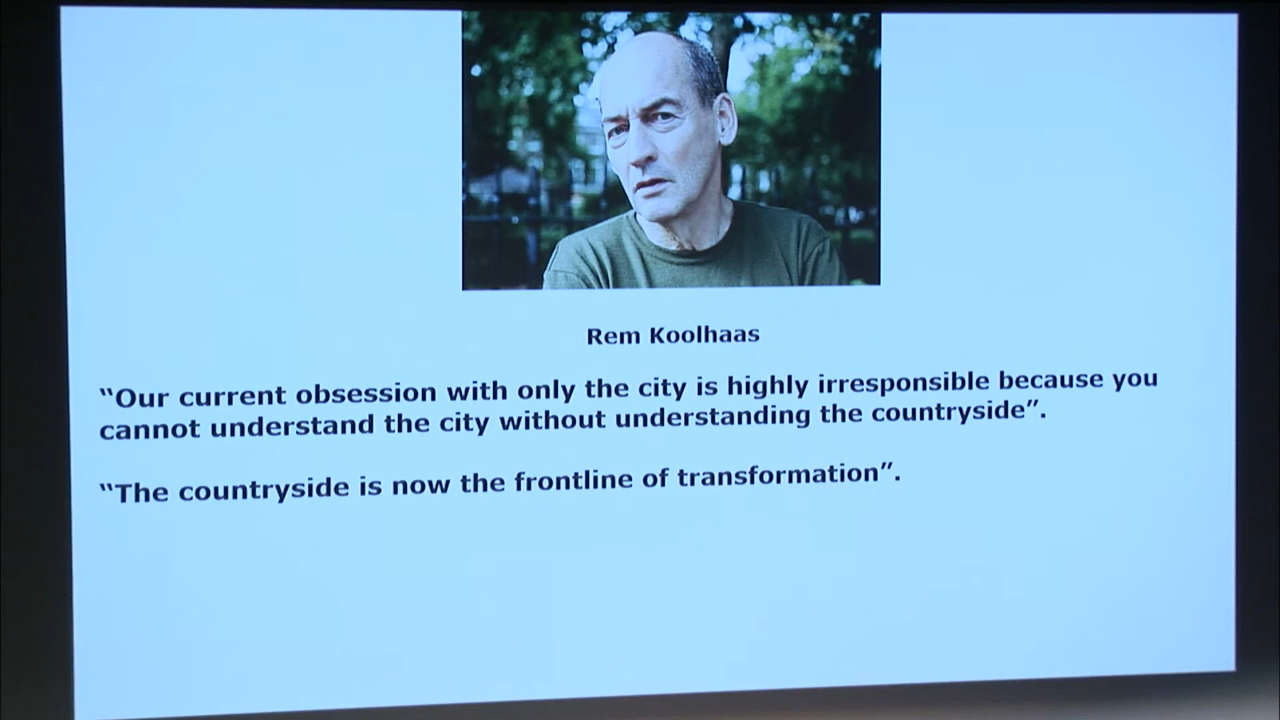 Rem Koolhaas
“Our current obsession with only the city is highly irresponsible because you
cannot understand the city without understanding the countryside”.
“The countryside is now the frontline of transformation”.